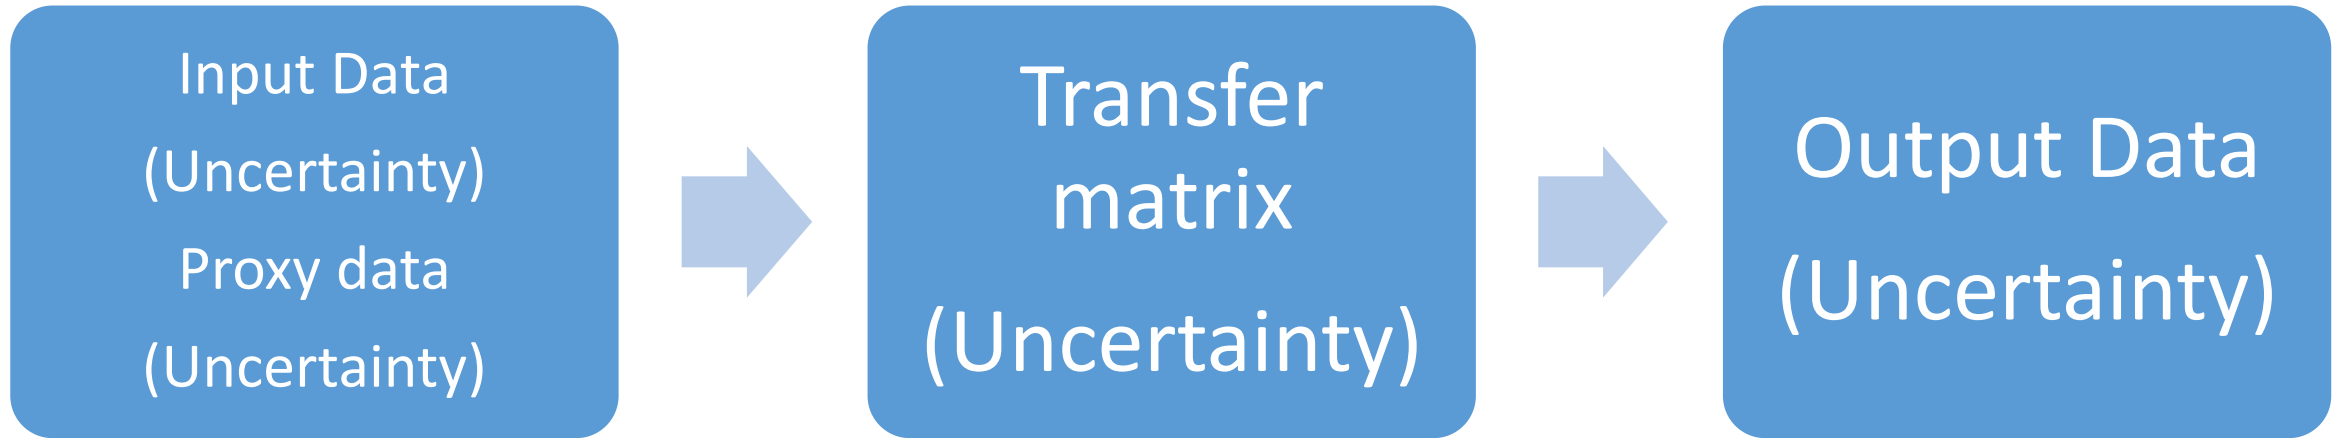 Input Data
(Uncertainty)
Proxy data
(Uncertainty)
Transfer
matrix
(Uncertainty)
Output Data
(Uncertainty)